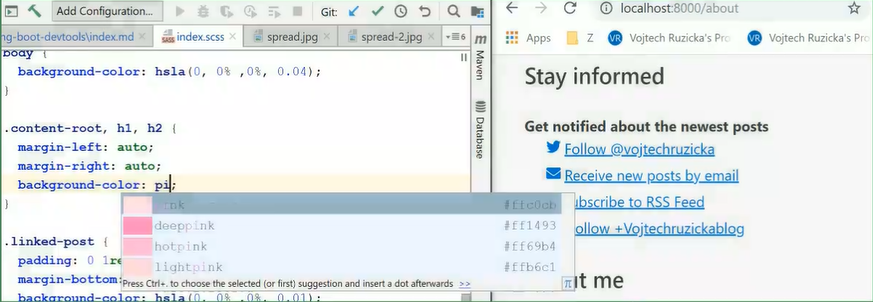 Add Configuration...
Git:
localhost:8000/about
ng-boot-devtools\index.md
index.scss
spread.jpg
spread-2.jpg
6
Apps
Z
Vojtech Ruzicka's Pro
Vojtech Ruzicka's Pro
body {
background-color: hsla(0, 0% ,0%, 0.04);
}
.content-root, h1, h2 {
margin-left: auto;
margin-right: auto;
background-color: pi;
}
pink #ffc0cb
deeppink #ff1493
hotpink #ff69b4
lightpink #ffb6c1
Press Ctrl+. to choose the selected (or first) suggestion and insert a dot afterwards >>
π
.linked-post {
padding: 0 1re
margin-bottom:
background-color: hsla(0, 0%, 0%, 0.01);
Maven
Database
Stay informed
Get notified about the newest posts
Follow @vojtechruzicka
Receive new posts by email
ubscribe to RSS Feed
ollow +Vojtechruzickablog
ut me